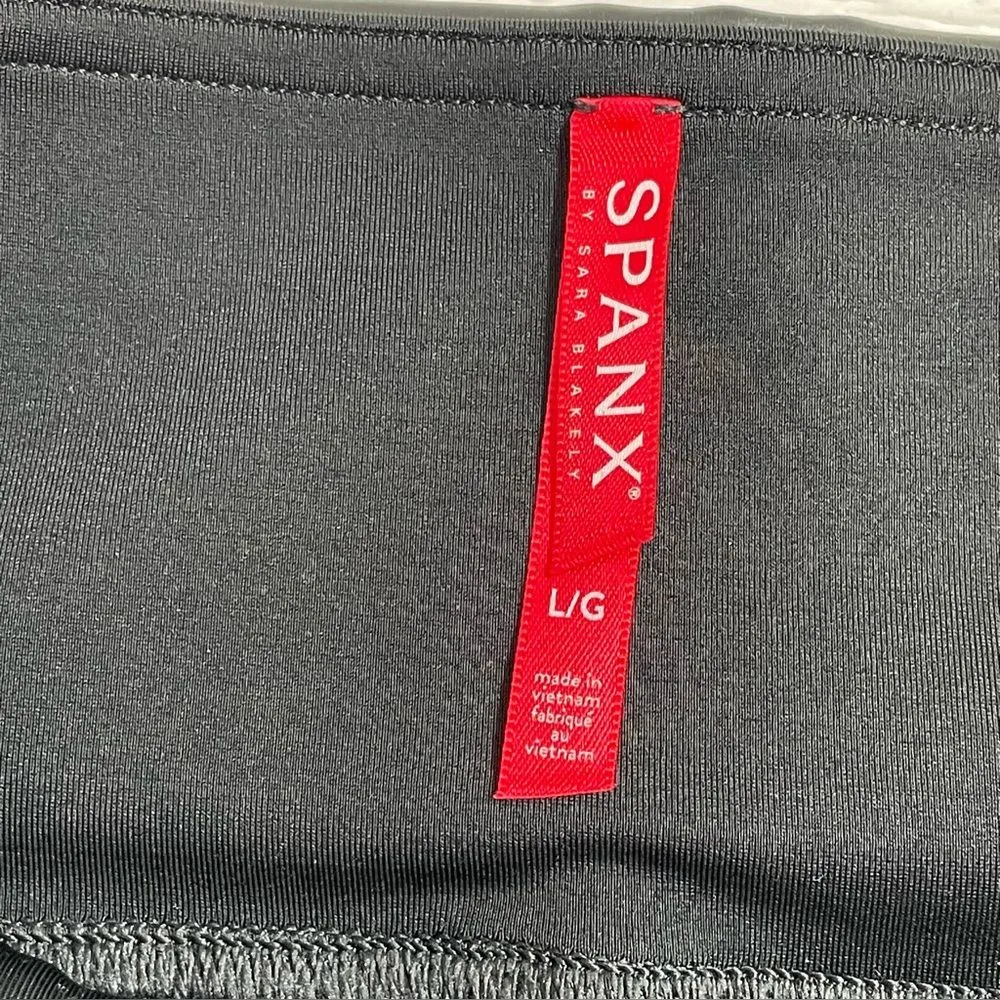 SPANX®
BY SARA BLAKELY
L/G
made in
vietnam
fabriqué
au
vietnam